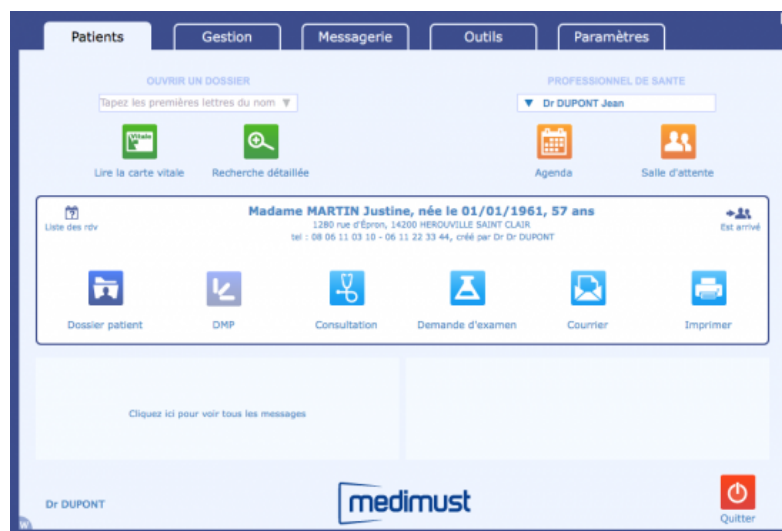 Patients
Gestion
Messagerie
Outils
Paramètres
OUVRIR UN DOSSIER
PROFESSIONNEL DE SANTE
Tapez les premières lettres du nom ▼
▼ Dr DUPONT Jean
Vitale
Lire la carte vitale
Recherche détaillée
Agenda
Salle d'attente
Liste des rdv
Madame MARTIN Justine, née le 01/01/1961, 57 ans
Est arrivé
1280 rue d'Épron, 14200 HEROUVILLE SAINT CLAIR
tel : 08 06 11 03 10 - 06 11 22 33 44, créé par Dr Dr DUPONT
Dossier patient
DMP
Consultation
Demande d'examen
Courrier
Imprimer
Cliquez ici pour voir tous les messages
Dr DUPONT
medimust
Quitter
W